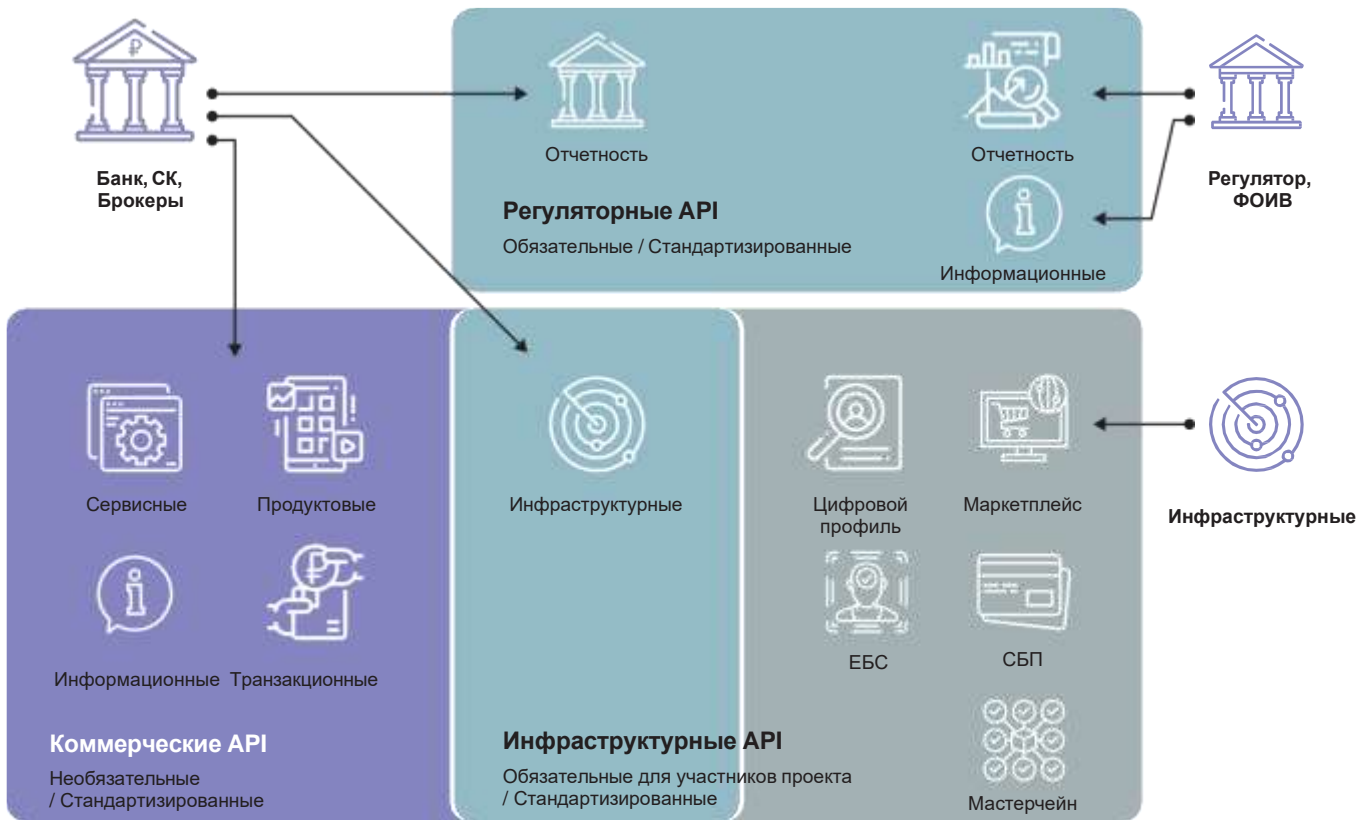 ₽
Банк, СК,
Брокеры
Отчетность
Отчетность
Регуляторные API
Обязательные / Стандартизированные
Информационные
Регулятор,
ФОИВ
Сервисные
Продуктовые
Информационные
₽
Транзакционные
Коммерческие API
Необязательные
/ Стандартизированные
Инфраструктурные
Инфраструктурные API
Обязательные для участников проекта
/ Стандартизированные
Цифровой
профиль
Маркетплейс
ЕБС
СБП
Мастерчейн
Инфраструктурные